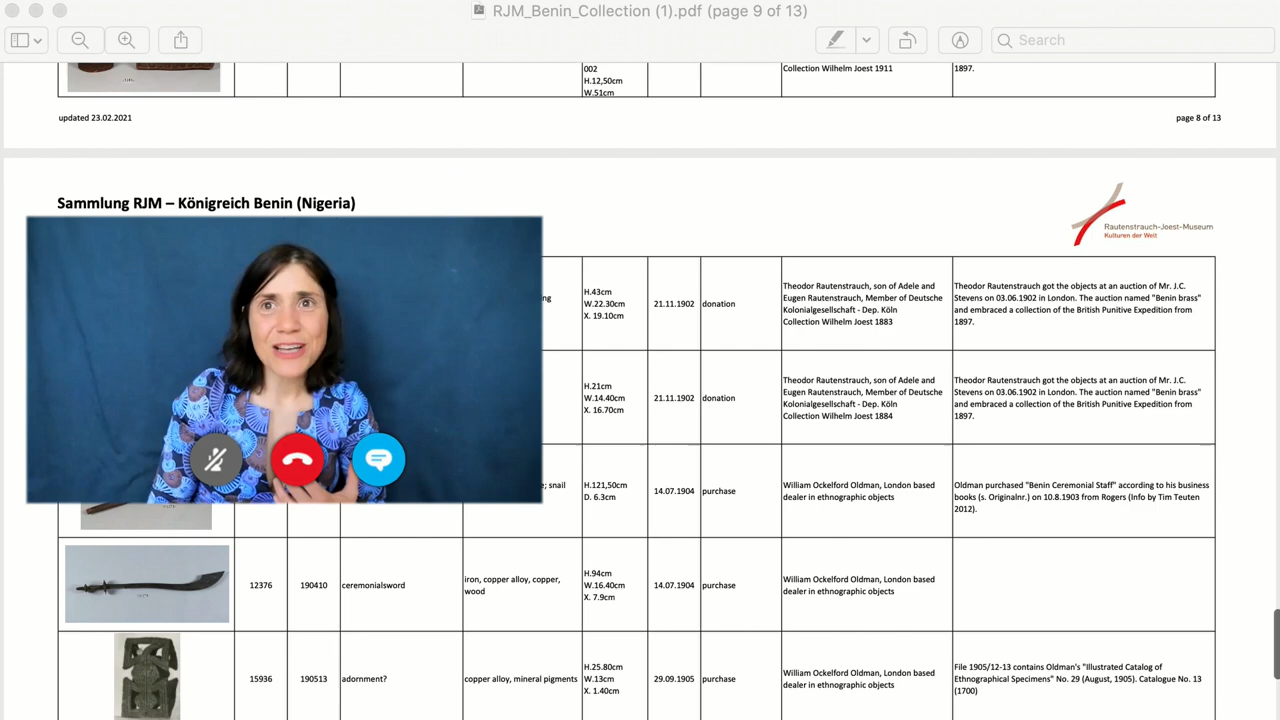 RJM_Benin_Collection (1).pdf (page 9 of 13)
Search
002
H.12,50cm
W.51cm
Collection Wilhelm Joest 1911
1897.
updated 23.02.2021
page 8 of 13
Sammlung RJM – Königreich Benin (Nigeria)
Rautenstrauch-Joest-Museum
Kulturen der Welt
ng
H.43cm
W.22.30cm
X. 19.10cm
21.11.1902
donation
Theodor Rautenstrauch, son of Adele and
Eugen Rautenstrauch, Member of Deutsche
Kolonialgesellschaft - Dep. Köln
Collection Wilhelm Joest 1883
Theodor Rautenstrauch got the objects at an auction of Mr. J.C.
Stevens on 03.06.1902 in London. The auction named "Benin brass"
and embraced a collection of the British Punitive Expedition from
1897.
H.21cm
W.14.40cm
X. 16.70cm
21.11.1902
donation
Theodor Rautenstrauch, son of Adele and
Eugen Rautenstrauch, Member of Deutsche
Kolonialgesellschaft - Dep. Köln
Collection Wilhelm Joest 1884
Theodor Rautenstrauch got the objects at an auction of Mr. J.C.
Stevens on 03.06.1902 in London. The auction named "Benin brass"
and embraced a collection of the British Punitive Expedition from
1897.
; snail
H.121,50cm
D. 6.3cm
14.07.1904
purchase
William Ockelford Oldman, London based
dealer in ethnographic objects
Oldman purchased "Benin Ceremonial Staff" according to his business
books (s. Originalnr.) on 10.8.1903 from Rogers (Info by Tim Teuten
2012).
12376
190410
ceremonialsword
iron, copper alloy, copper,
wood
H.94cm
W.16.40cm
X. 7.9cm
14.07.1904
purchase
William Ockelford Oldman, London based
dealer in ethnographic objects
15936
190513
adornment?
copper alloy, mineral pigments
H.25.80cm
W.13cm
X. 1.40cm
29.09.1905
purchase
William Ockelford Oldman, London based
dealer in ethnographic objects
File 1905/12-13 contains Oldman's "Illustrated Catalog of
Ethnographical Specimens" No. 29 (August, 1905). Catalogue No. 13
(1700)